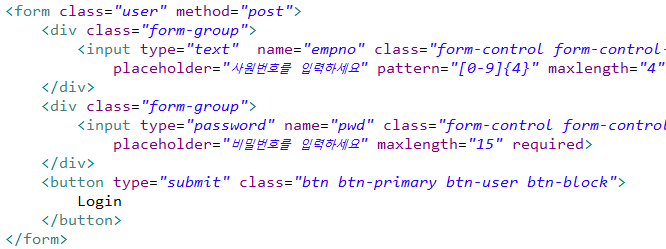 <form class="user" method="post">
<div class="form-group">
<input type="text"  name="empno" class="form-control form-control-
placeholder="사원번호를 입력하세요" pattern="[0-9]{4}" maxlength="4"
</div>
<div class="form-group">
<input type="password" name="pwd" class="form-control form-contro
placeholder="비밀번호를 입력하세요" maxlength="15" required>
</div>
<button type="submit" class="btn btn-primary btn-user btn-block">
Login
</button>
</form>